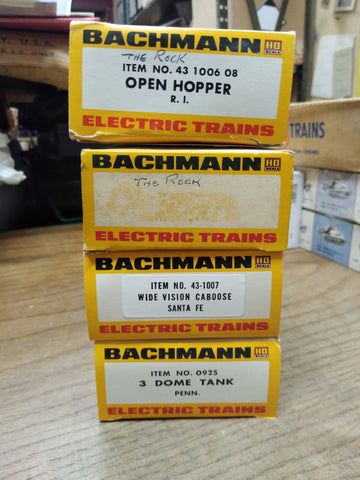 BACHMANN HO SCALE
THE ROCK
ITEM NO. 43 1006 08
OPEN HOPPER
R. I.
ELECTRIC TRAINS
BACHMANN HO SCALE
THE ROCK
ELECTRIC TRAINS
BACHMANN HO SCALE
ITEM NO. 43-1007
WIDE VISION CABOOSE
SANTA FE
BACHMANN HO SCALE
ITEM NO. 0925
3 DOME TANK
PENN.
ELECTRIC TRAINS
TRAINS